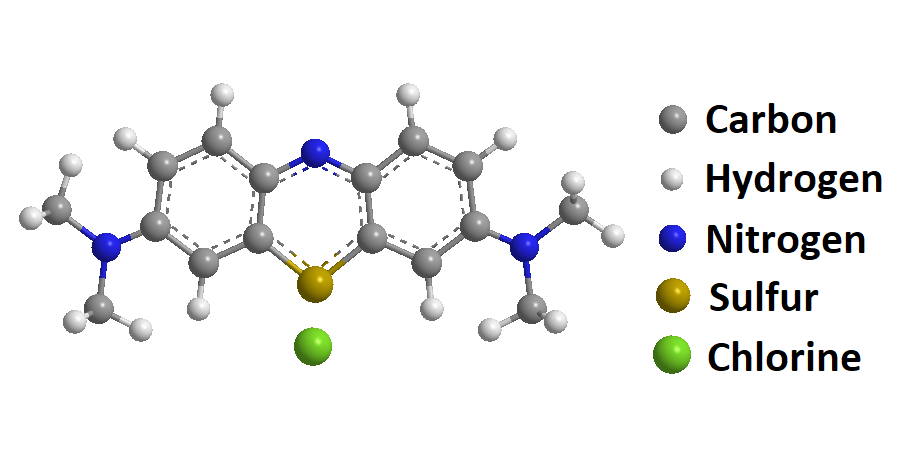 Carbon
Hydrogen
Nitrogen
Sulfur
Chlorine